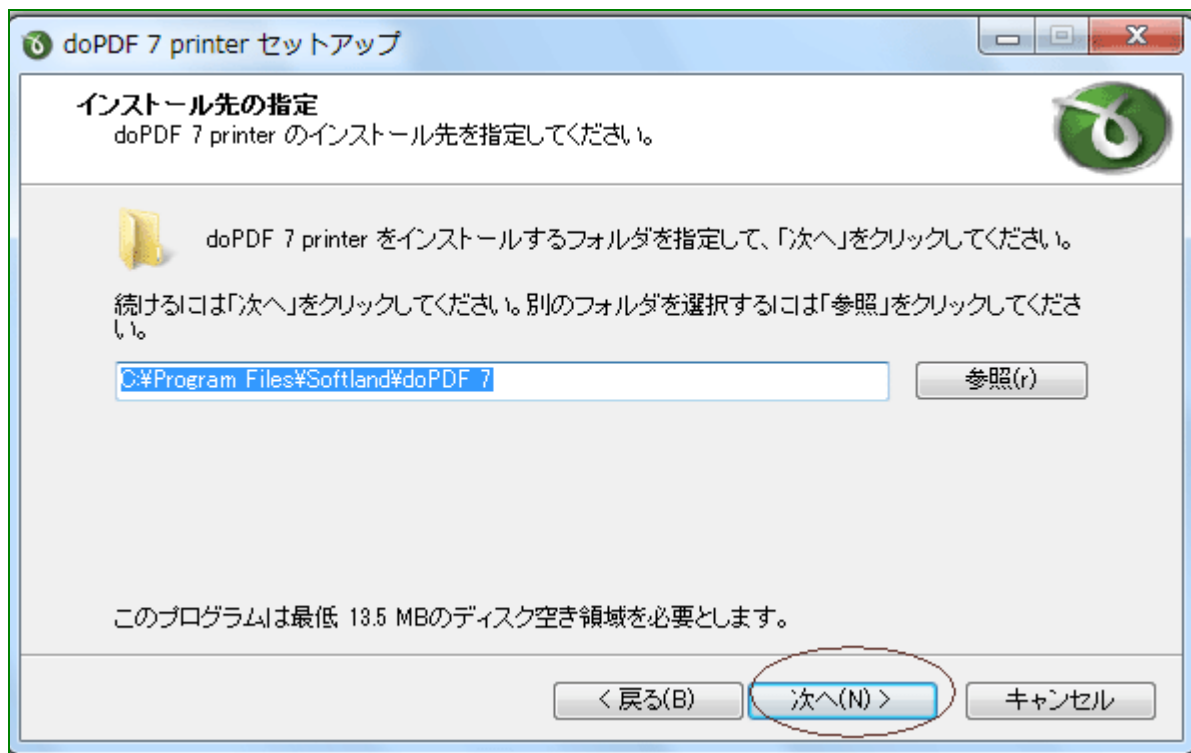 doPDF 7 printer セットアップ
インストール先の指定
doPDF 7 printer のインストール先を指定してください。
doPDF 7 printer をインストールするフォルダを指定して、「次へ」をクリックしてください。
続けるには「次へ」をクリックしてください。別のフォルダを選択するには「参照」をクリックしてくださ
い。
C:¥Program Files¥Softland¥doPDF 7
参照(r)
このプログラムは最低 13.5 MBのディスク空き領域を必要とします。
< 戻る(B)
次へ(N) >
キャンセル